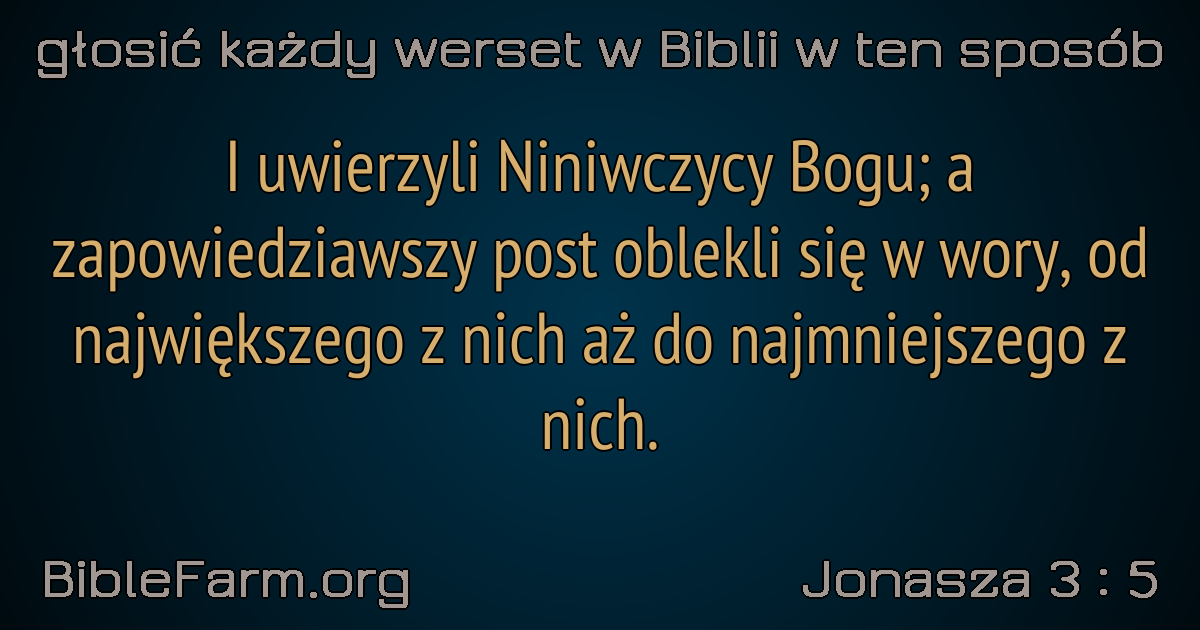 głosić każdy werset w Biblii w ten sposób
I uwierzyli Niniwczycy Bogu; a
zapowiedziawszy post oblekli się w wory, od
największego z nich aż do najmniejszego z
nich.
BibleFarm.org
Jonasza 3 : 5